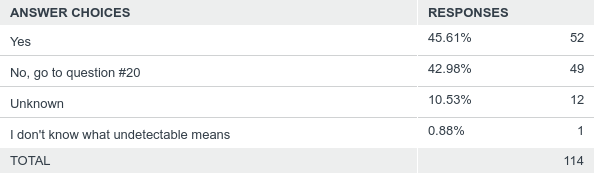 ANSWER CHOICES RESPONSES
Yes 45.61% 52
No, go to question #20 42.98% 49
Unknown 10.53% 12
I don't know what undetectable means 0.88% 1
TOTAL 114